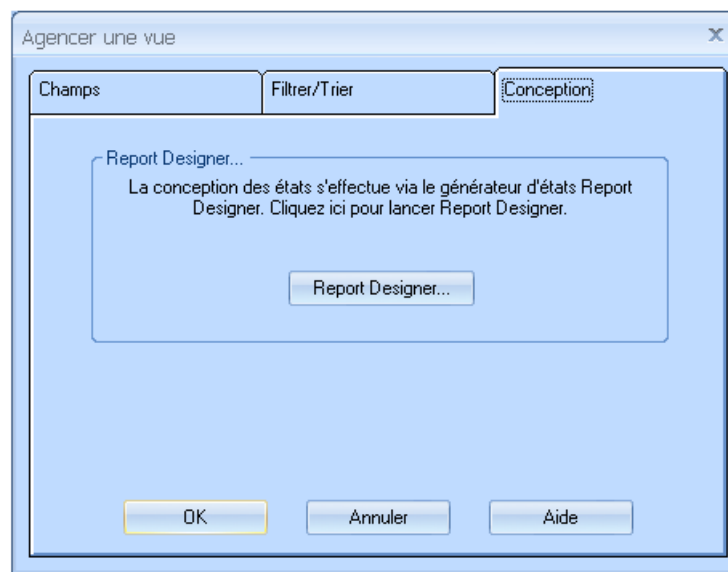 Agencer une vue
Champs
Filtrer/Trier
Conception
Report Designer...
La conception des états s'effectue via le générateur d'états Report
Designer. Cliquez ici pour lancer Report Designer.
Report Designer...
OK
Annuler
Aide